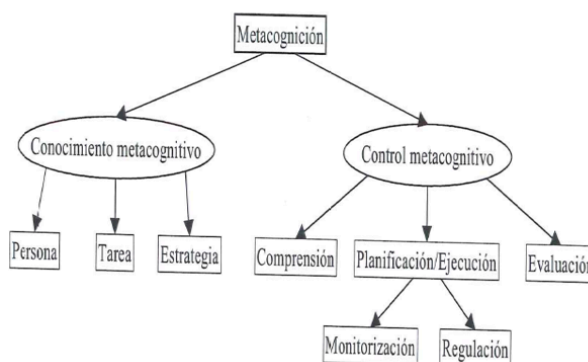 Metacognición
Conocimiento metacognitivo
Control metacognitivo
Persona
Tarea
Estrategia
Comprensión
Planificación/Ejecución
Evaluación
Monitorización
Regulación